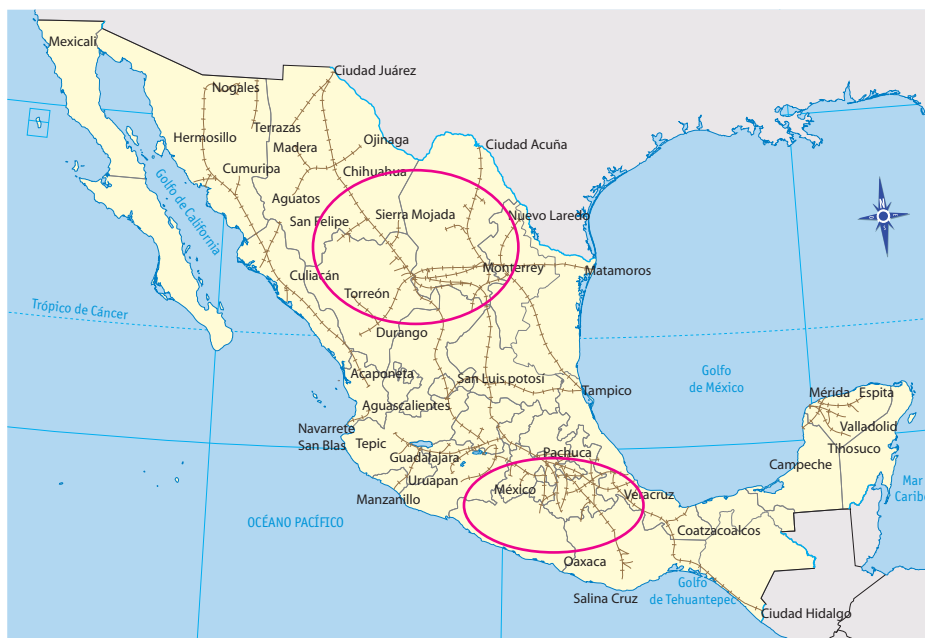 Mexicali
Ciudad Juárez
Nogales
Terrazas
Hermosillo
Madera
Ojinaga
Ciudad Acuña
Cumuripa
Chihuahua
Golfo
de California
Aguatos
San Felipe
Sierra Mojada
Nuevo Laredo
Culiacán
Monterrey
Matamoros
Torreón
Trópico de Cáncer
Durango
Golfo
de México
Acaponeta
San Luis potosí
Tampico
Mérida
Espita
Aguascalientes
Navarrete
San Blas
Tepic
Valladolid
Tihosuco
Guadalajara
Pachuca
Campeche
Uruapan
México
Manzanillo
Veracruz
Mar
Caribe
OCÉANO PACÍFICO
Coatzacoalcos
Oaxaca
Golfo
de Tehuantepec
Salina Cruz
Ciudad Hidalgo